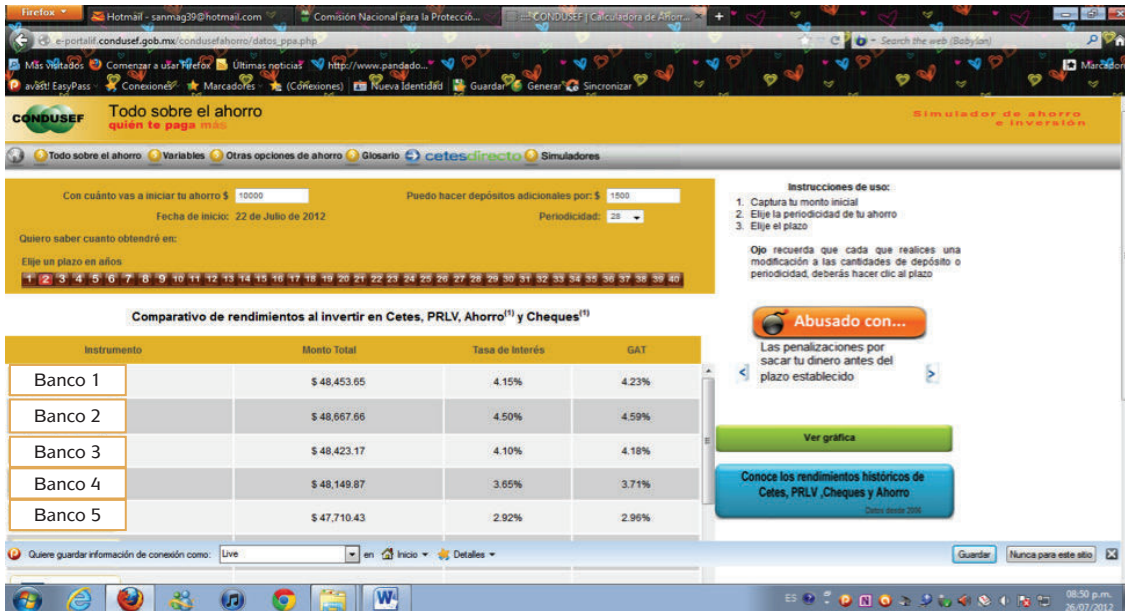 Firefox
Hotmail - sanmag39@hotmail.com
Comisión Nacional para la Protecció...
CONDUSEF | Calculadora de Ahorr...
e-portalif.condusef.gob.mx/condusefahorro/datos_ppa.php
Search the web (Babylon)
Más visitados Comenzar a usar Firefox Últimas noticias http://www.pandado... Marcadores
avast! EasyPass Conexiones Marcadores (Conexiones) Nueva Identidad Guardar Generar Sincronizar
CONDUSEF
Todo sobre el ahorro
quién te paga más
Simulador de ahorro
e inversión
Todo sobre el ahorro Variables Otras opciones de ahorro Glosario cetesdirecto Simuladores
Con cuánto vas a iniciar tu ahorro $ 10000 Puedo hacer depósitos adicionales por: $ 1500
Fecha de inicio: 22 de Julio de 2012 Periodicidad: 28
Quiero saber cuanto obtendré en:
Elije un plazo en años
1 2 3 4 5 6 7 8 9 10 11 12 13 14 15 16 17 18 19 20 21 22 23 24 25 26 27 28 29 30 31 32 33 34 35 36 37 38 39 40
Comparativo de rendimientos al invertir en Cetes, PRLV, Ahorro(1) y Cheques(1)
Instrumento Monto Total Tasa de Interés GAT
Banco 1 $ 48,453.65 4.15% 4.23%
Banco 2 $ 48,667.66 4.50% 4.59%
Banco 3 $ 48,423.17 4.10% 4.18%
Banco 4 $ 48,149.87 3.65% 3.71%
Banco 5 $ 47,710.43 2.92% 2.96%
Instrucciones de uso:
1. Captura tu monto inicial
2. Elije la periodicidad de tu ahorro
3. Elije el plazo
Ojo recuerda que cada que realices una
modificación a las cantidades de depósito o
periodicidad, deberás hacer clic al plazo
Abusado con...
Las penalizaciones por
sacar tu dinero antes del
plazo establecido
Ver gráfica
Conoce los rendimientos históricos de
Cetes, PRLV ,Cheques y Ahorro
Datos desde 2006
Quiere guardar información de conexión como: Live en Inicio Detalles Guardar Nunca para este sitio
ES 08:50 p.m.
26/07/2012